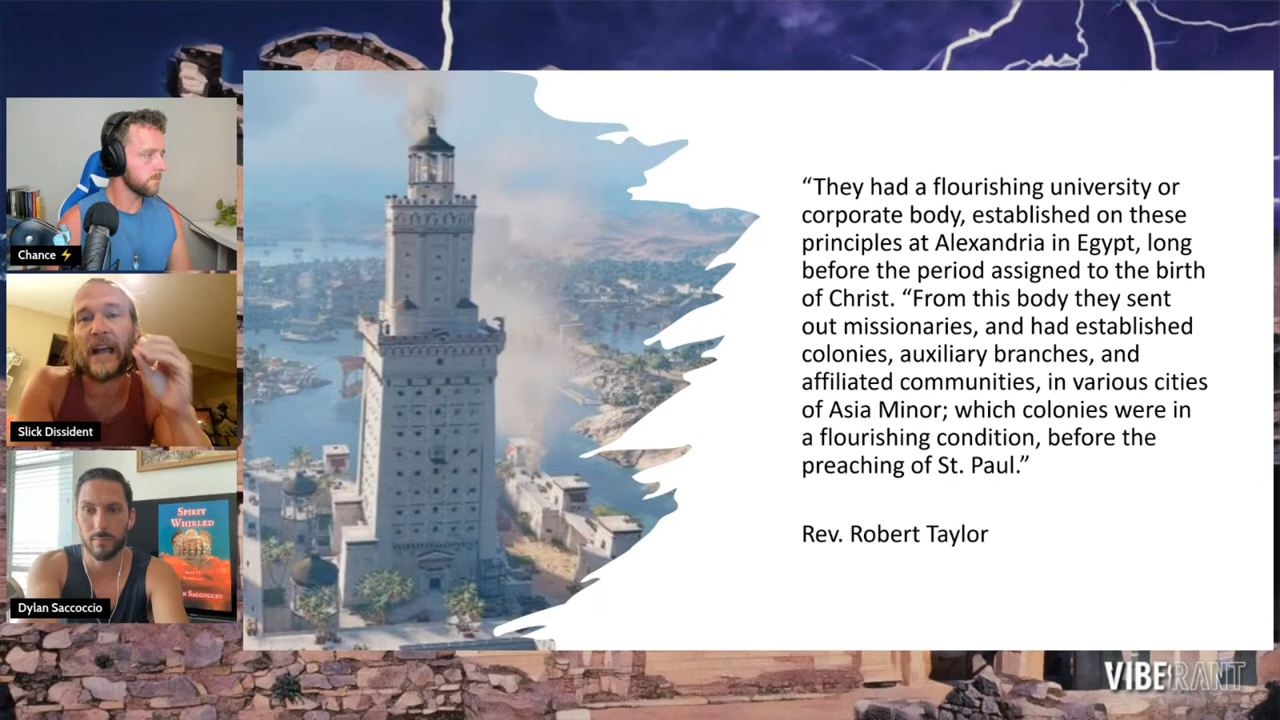 Chance ⚡
Slick Dissident
SPIRIT
WHIRLED
SACCOCCIO
Dylan Saccoccio
“They had a flourishing university or
corporate body, established on these
principles at Alexandria in Egypt, long
before the period assigned to the birth
of Christ. “From this body they sent
out missionaries, and had established
colonies, auxiliary branches, and
affiliated communities, in various cities
of Asia Minor; which colonies were in
a flourishing condition, before the
preaching of St. Paul.”
Rev. Robert Taylor
VIBERANT